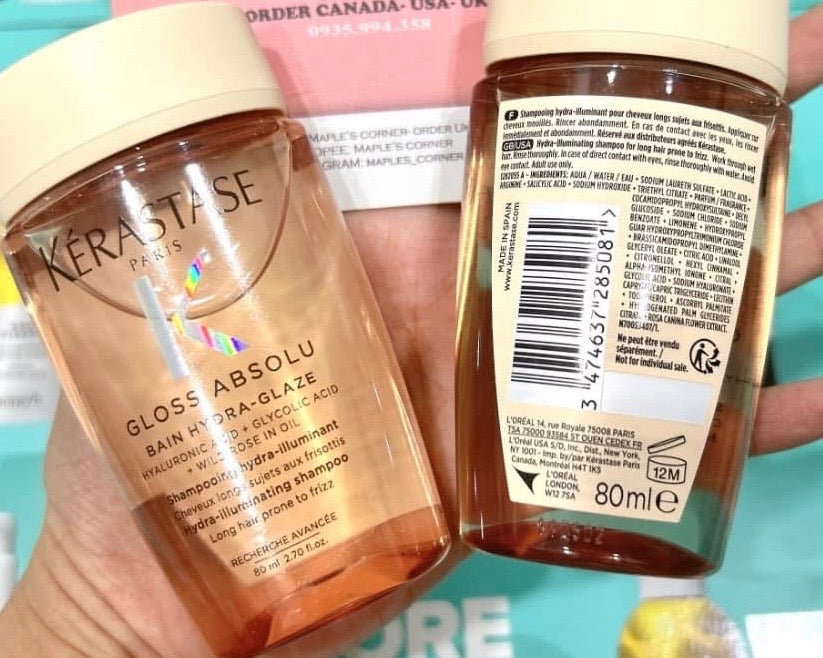 ORDER CANADA- USA- UK
0935.994.358
MAPLE'S CORNER- ORDER U
OPEE: MAPLE'S CORNER
GRAM: MAPLES_CORNER
KÉRASTASE
PARIS
GLOSS ABSOLU
BAIN HYDRA-GLAZE
HYALURONIC ACID + GLYCOLIC ACID
+ WILD ROSE IN OIL
Shampooing hydra-illuminant
Cheveux longs sujets aux frisottis
Hydra-illuminating shampoo
Long hair prone to frizz
RECHERCHE AVANCÉE
80 ml 2.70 fl.oz.
F Shampooing hydra-illuminant pour cheveux longs sujets aux frisottis. Appliquer sur
cheveux mouillés. Rincer abondamment. En cas de contact avec les yeux, les rincer
immédiatement et abondamment. Réservé aux distributeurs agréés Kérastase.
GB/USA Hydra-illuminating shampoo for long hair prone to frizz. Work through wet
hair. Rinse thoroughly. In case of direct contact with eyes, rinse thoroughly with water. Avoid
eye contact. Adult use only.
INGREDIENTS: AQUA / WATER / EAU • SODIUM LAURETH SULFATE • LACTIC ACID •
ARGININE • SALICYLIC ACID • SODIUM HYDROXIDE • TRIETHYL CITRATE • PARFUM / FRAGRANCE •
COCAMIDOPROPYL HYDROXYSULTAINE • DECYL
GLUCOSIDE • SODIUM CHLORIDE • SODIUM
BENZOATE • LIMONENE • HYDROXYPROPYL
GUAR HYDROXYPROPYLTRIMONIUM CHLORIDE
• BRASSICAMIDOPROPYL DIMETHYLAMINE •
GLYCERYL OLEATE • CITRIC ACID • LINALOOL
• CITRONELLOL • HEXYL CINNAMAL •
ALPHA-ISOMETHYL IONONE • CITRAL •
GLYCOLIC ACID • SODIUM HYALURONATE •
CAPRYLIC/CAPRIC TRIGLYCERIDE • LECITHIN
• TOCOPHEROL • ASCORBYL PALMITATE
• HYDROGENATED PALM GLYCERIDES
CITRATE • ROSA CANINA FLOWER EXTRACT.
MADE IN SPAIN
www.kerastase.com
3 474637 285081 >
Ne peut être vendu
séparément. /
Not for individual sale.
L'ORÉAL 14, rue Royale 75008 PARIS
TSA 75000 93584 ST OUEN CEDEX FR
L'Oréal USA S/D, Inc., Dist., New York,
NY 1001 - Imp. by/par Kérastase Paris
Canada, Montréal H4T 1K5
L'ORÉAL
LONDON,
W12 7SA
12M
80ml e
ORE